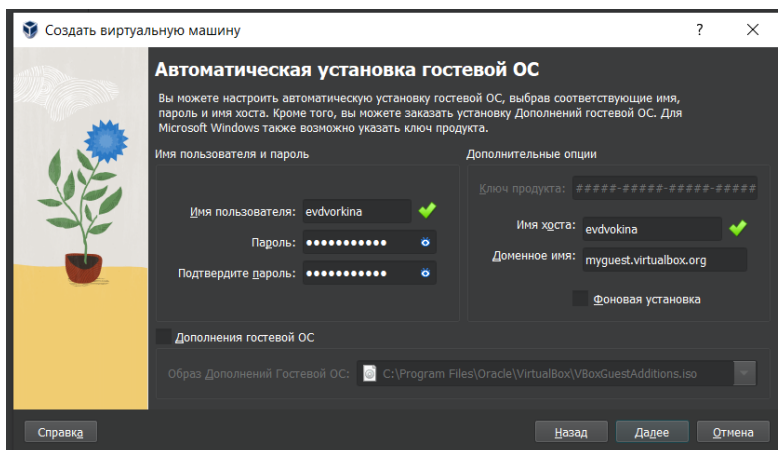 Создать виртуальную машину
?
Автоматическая установка гостевой ОС
Вы можете настроить автоматическую установку гостевой ОС, выбрав соответствующие имя,
пароль и имя хоста. Кроме того, вы можете заказать установку Дополнений гостевой ОС. Для
Microsoft Windows также возможно указать ключ продукта.
Имя пользователя и пароль
Имя пользователя: evdvorkina
Пароль: ●●●●●●●●●●●
Подтвердите пароль: ●●●●●●●●●●●
Дополнительные опции
Ключ продукта: #####-#####-#####-#####
Имя хоста: evdvokina
Доменное имя: myguest.virtualbox.org
Фоновая установка
Дополнения гостевой ОС
Образ Дополнений Гостевой ОС: C:\Program Files\Oracle\VirtualBox\VBoxGuestAdditions.iso
Справка
Назад
Далее
Отмена